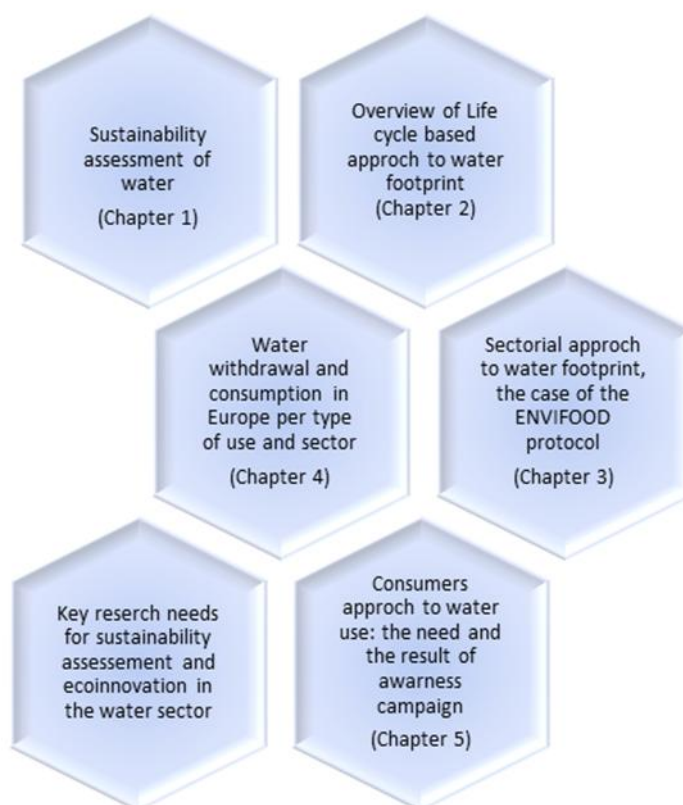 Sustainability
assessment of
water
(Chapter 1)
Overview of Life
cycle based
approch to water
footprint
(Chapter 2)
Water
withdrawal and
consumption in
Europe per type
of use and sector
(Chapter 4)
Sectorial approch
to water footprint,
the case of the
ENVIFOOD
protocol
(Chapter 3)
Key reserch needs
for sustainability
assessement and
ecoinnovation in
the water sector
Consumers
approch to water
use: the need and
the result of
awarness
campaign
(Chapter 5)